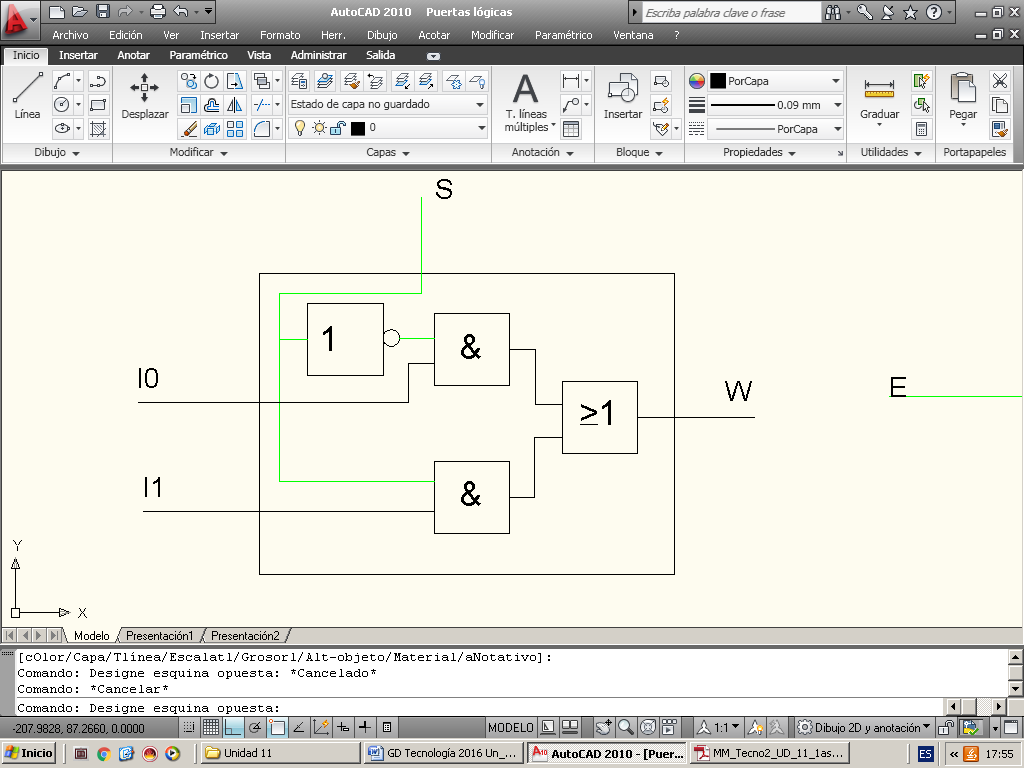 AutoCAD 2010 Puertas lógicas
Escriba palabra clave o frase
Archivo Edición Ver Insertar Formato Herr. Dibujo Acotar Modificar Paramétrico Ventana ?
Inicio Insertar Anotar Paramétrico Vista Administrar Salida
Línea
Desplazar
Estado de capa no guardado
0
A
T. líneas
múltiples
Insertar
PorCapa
0.09 mm
PorCapa
Graduar
Pegar
Dibujo Modificar Capas Anotación Bloque Propiedades Utilidades Portapapeles
S
1
&
I0
≥1
W
E
I1
&
Y
X
Modelo Presentación1 Presentación2
[cOlor/Capa/Tlínea/Escalatl/Grosorl/Alt-objeto/Material/aNotativo]:
Comando: Designe esquina opuesta: *Cancelado*
Comando: *Cancelar*
Comando: Designe esquina opuesta:
-207.9828, 87.2660, 0.0000 MODELO 1:1 Dibujo 2D y anotación
Inicio Unidad 11 GD Tecnología 2016 Un_... AutoCAD 2010 - [Puer... MM_Tecno2_UD_11_1as... ES « 17:55